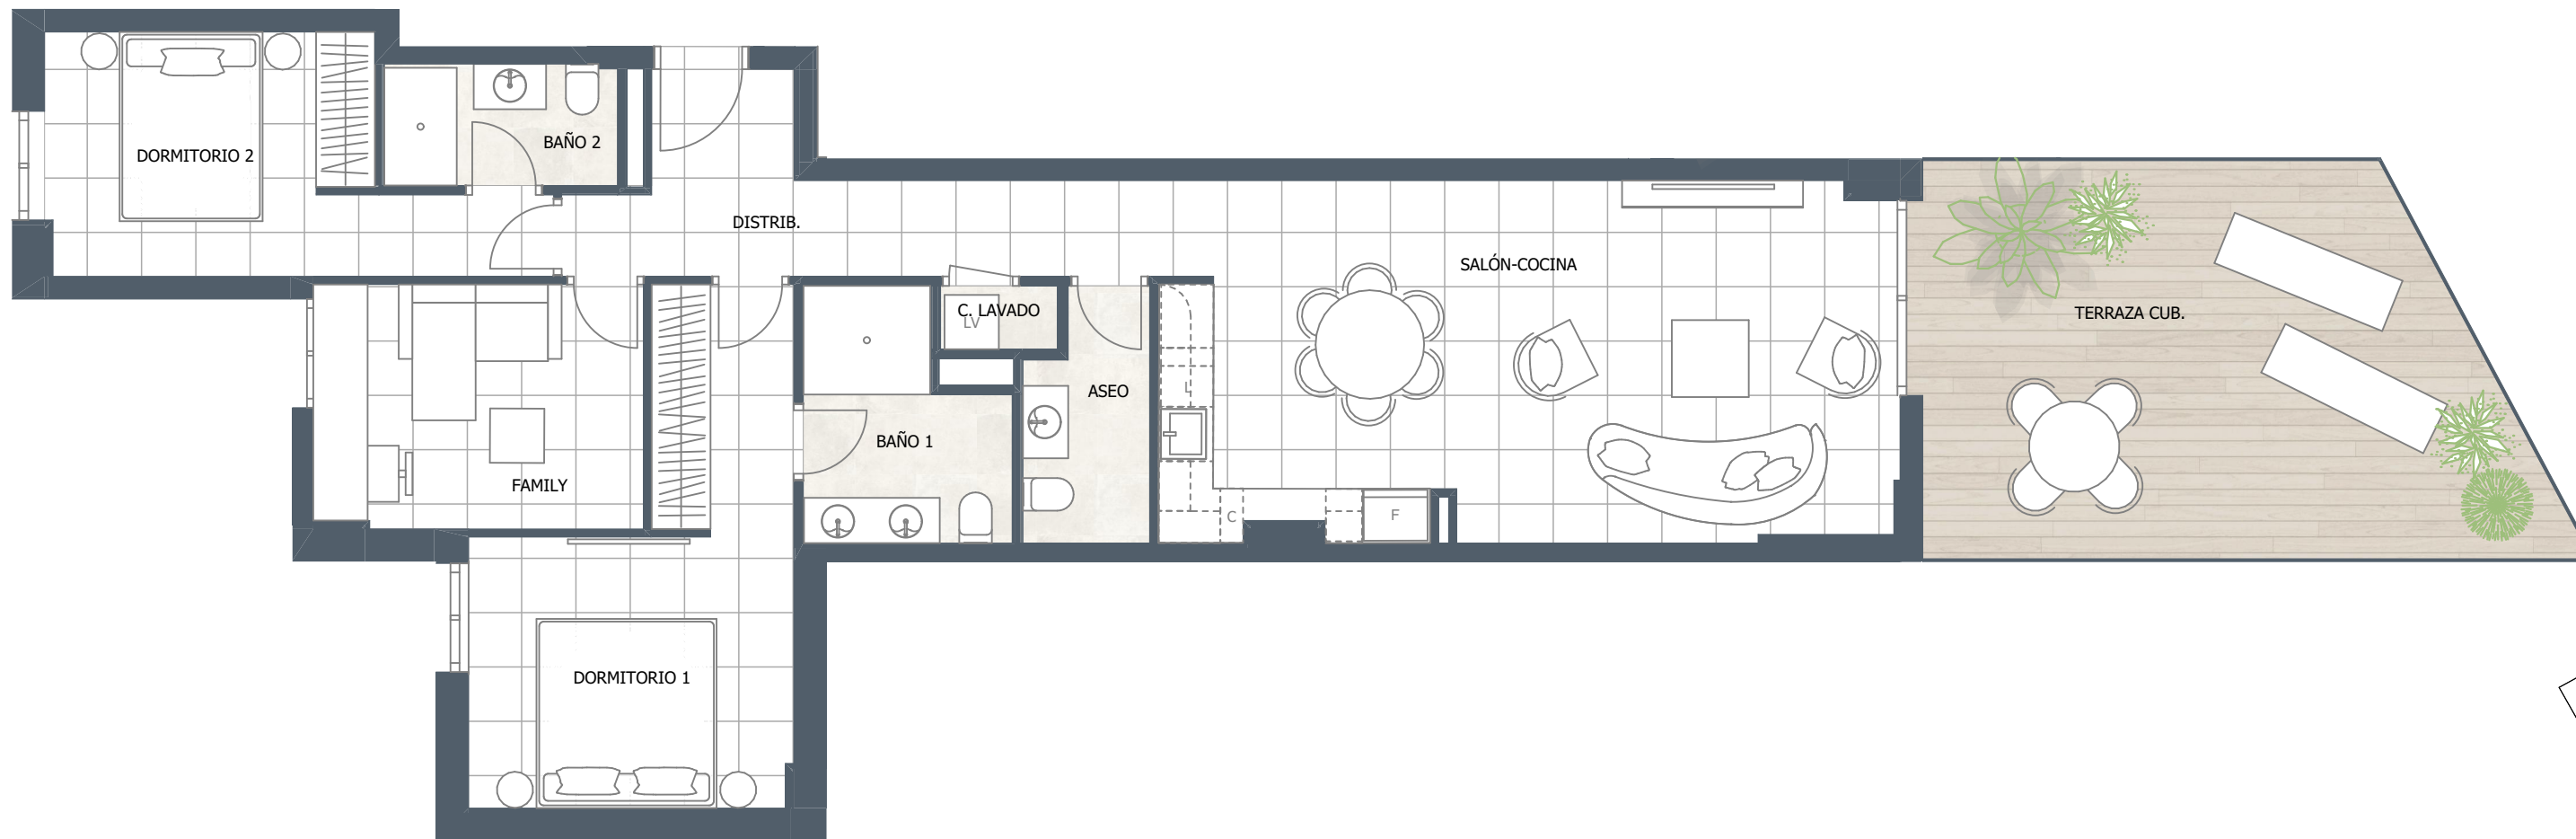 DORMITORIO 2
BAÑO 2
DISTRIB.
SALÓN-COCINA
C. LAVADO
LV
TERRAZA CUB.
L
ASEO
BAÑO 1
FAMILY
C
F
DORMITORIO 1